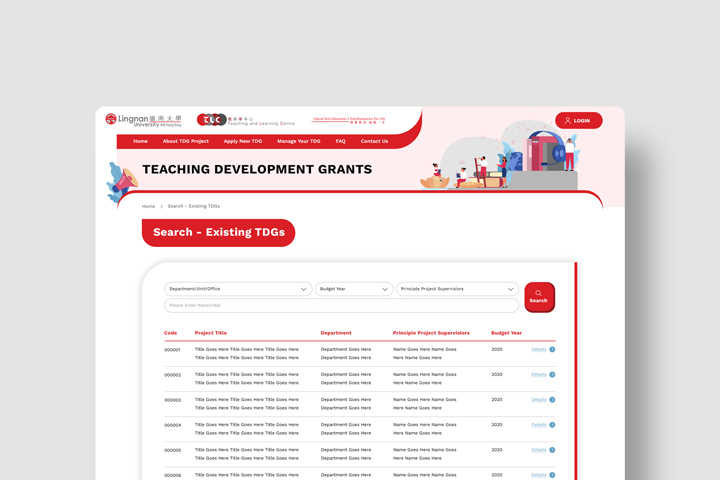 Lingnan 嶺南大學
University 香港 Hong Kong
TLC 教與學中心
Teaching and Learning Centre
Liberal Arts Education • Transformation For Life
LOGIN
Home About TDG Project Apply New TDG Manage Your TDG FAQ Contact Us
TEACHING DEVELOPMENT GRANTS
Home > Search - Existing TDGs
Search - Existing TDGs
Department/Unit/Office Budget Year Principle Project Supervisiors
Search
Please Enter Keyword(s)
Code Project Title Department Principle Project Supervisiors Budget Year
000001 Title Goes Here Title Goes Here Title Goes Here Department Goes Here Name Goes Here Name Goes 2020 Details
Title Goes Here Title Goes Here Title Goes Here Department Goes Here Here Name Goes Here
000002 Title Goes Here Title Goes Here Title Goes Here Department Goes Here Name Goes Here Name Goes 2020 Details
Title Goes Here Title Goes Here Title Goes Here Department Goes Here Here Name Goes Here
000003 Title Goes Here Title Goes Here Title Goes Here Department Goes Here Name Goes Here Name Goes 2020 Details
Title Goes Here Title Goes Here Title Goes Here Department Goes Here Here Name Goes Here
000004 Title Goes Here Title Goes Here Title Goes Here Department Goes Here Name Goes Here Name Goes 2020 Details
Title Goes Here Title Goes Here Title Goes Here Department Goes Here Here Name Goes Here
000005 Title Goes Here Title Goes Here Title Goes Here Department Goes Here Name Goes Here Name Goes 2020 Details
Title Goes Here Title Goes Here Title Goes Here Department Goes Here Here Name Goes Here
000006 Title Goes Here Title Goes Here Title Goes Here Department Goes Here Name Goes Here Name Goes 2020 Details